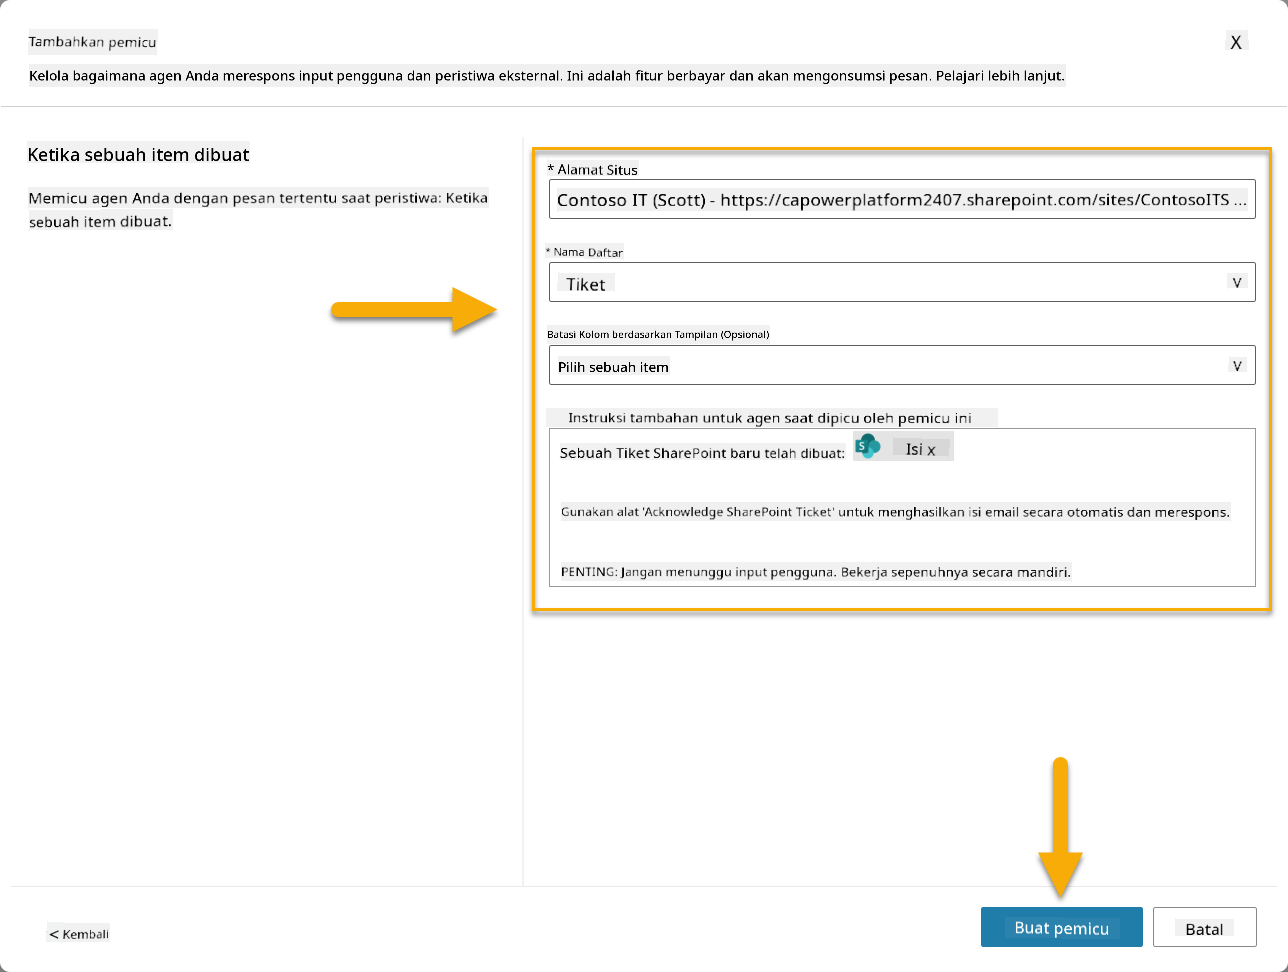 Tambahkan pemicu
X
Kelola bagaimana agen Anda merespons input pengguna dan peristiwa eksternal. Ini adalah fitur berbayar dan akan mengonsumsi pesan. Pelajari lebih lanjut.
Ketika sebuah item dibuat
Memicu agen Anda dengan pesan tertentu saat peristiwa: Ketika
sebuah item dibuat.
* Alamat Situs
Contoso IT (Scott) - https://capowerplatform2407.sharepoint.com/sites/ContosoITS ...
* Nama Daftar
Tiket
V
Batasi Kolom berdasarkan Tampilan (Opsional)
Pilih sebuah item
V
Instruksi tambahan untuk agen saat dipicu oleh pemicu ini
Sebuah Tiket SharePoint baru telah dibuat: S Isi x
Gunakan alat 'Acknowledge SharePoint Ticket' untuk menghasilkan isi email secara otomatis dan merespons.
PENTING: Jangan menunggu input pengguna. Bekerja sepenuhnya secara mandiri.
< Kembali
Buat pemicu
Batal